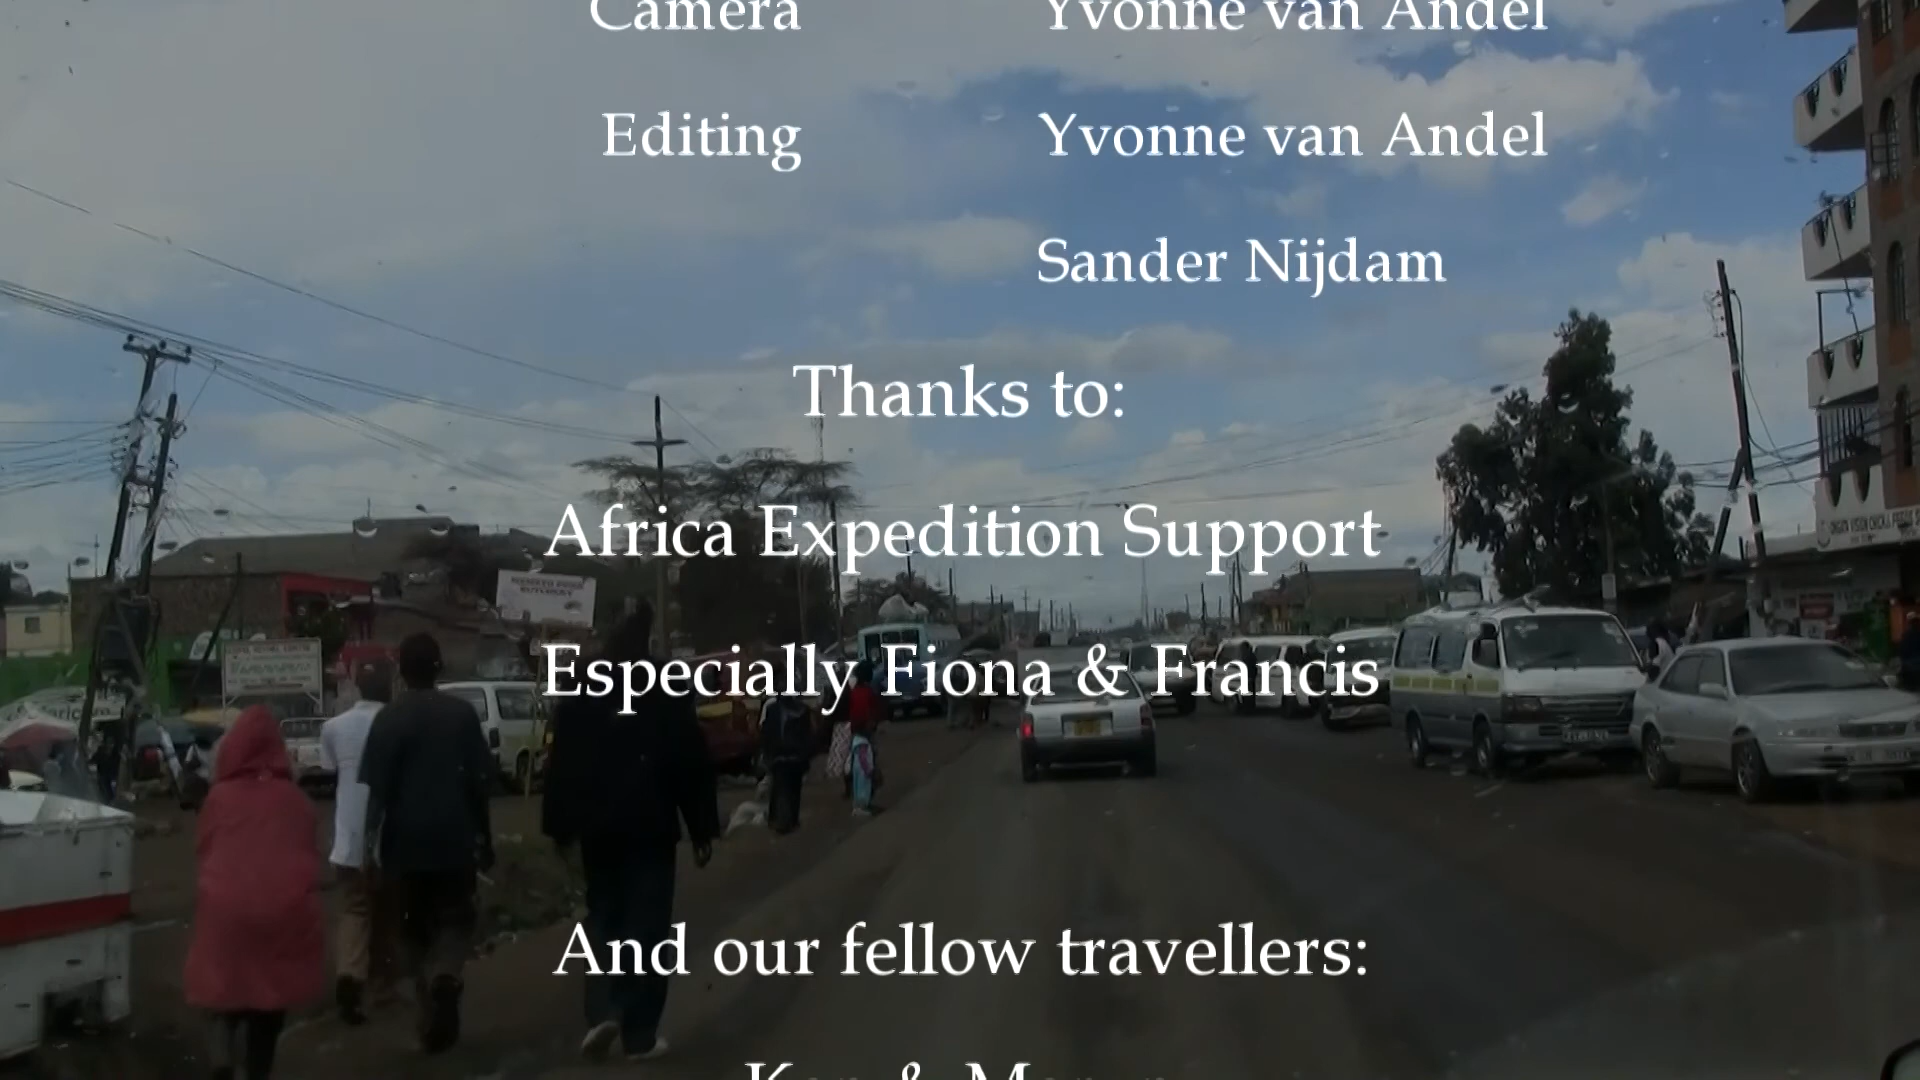 Camera Yvonne van Andel
Editing Yvonne van Andel
Sander Nijdam
Thanks to:
Africa Expedition Support
Especially Fiona & Francis
And our fellow travellers: